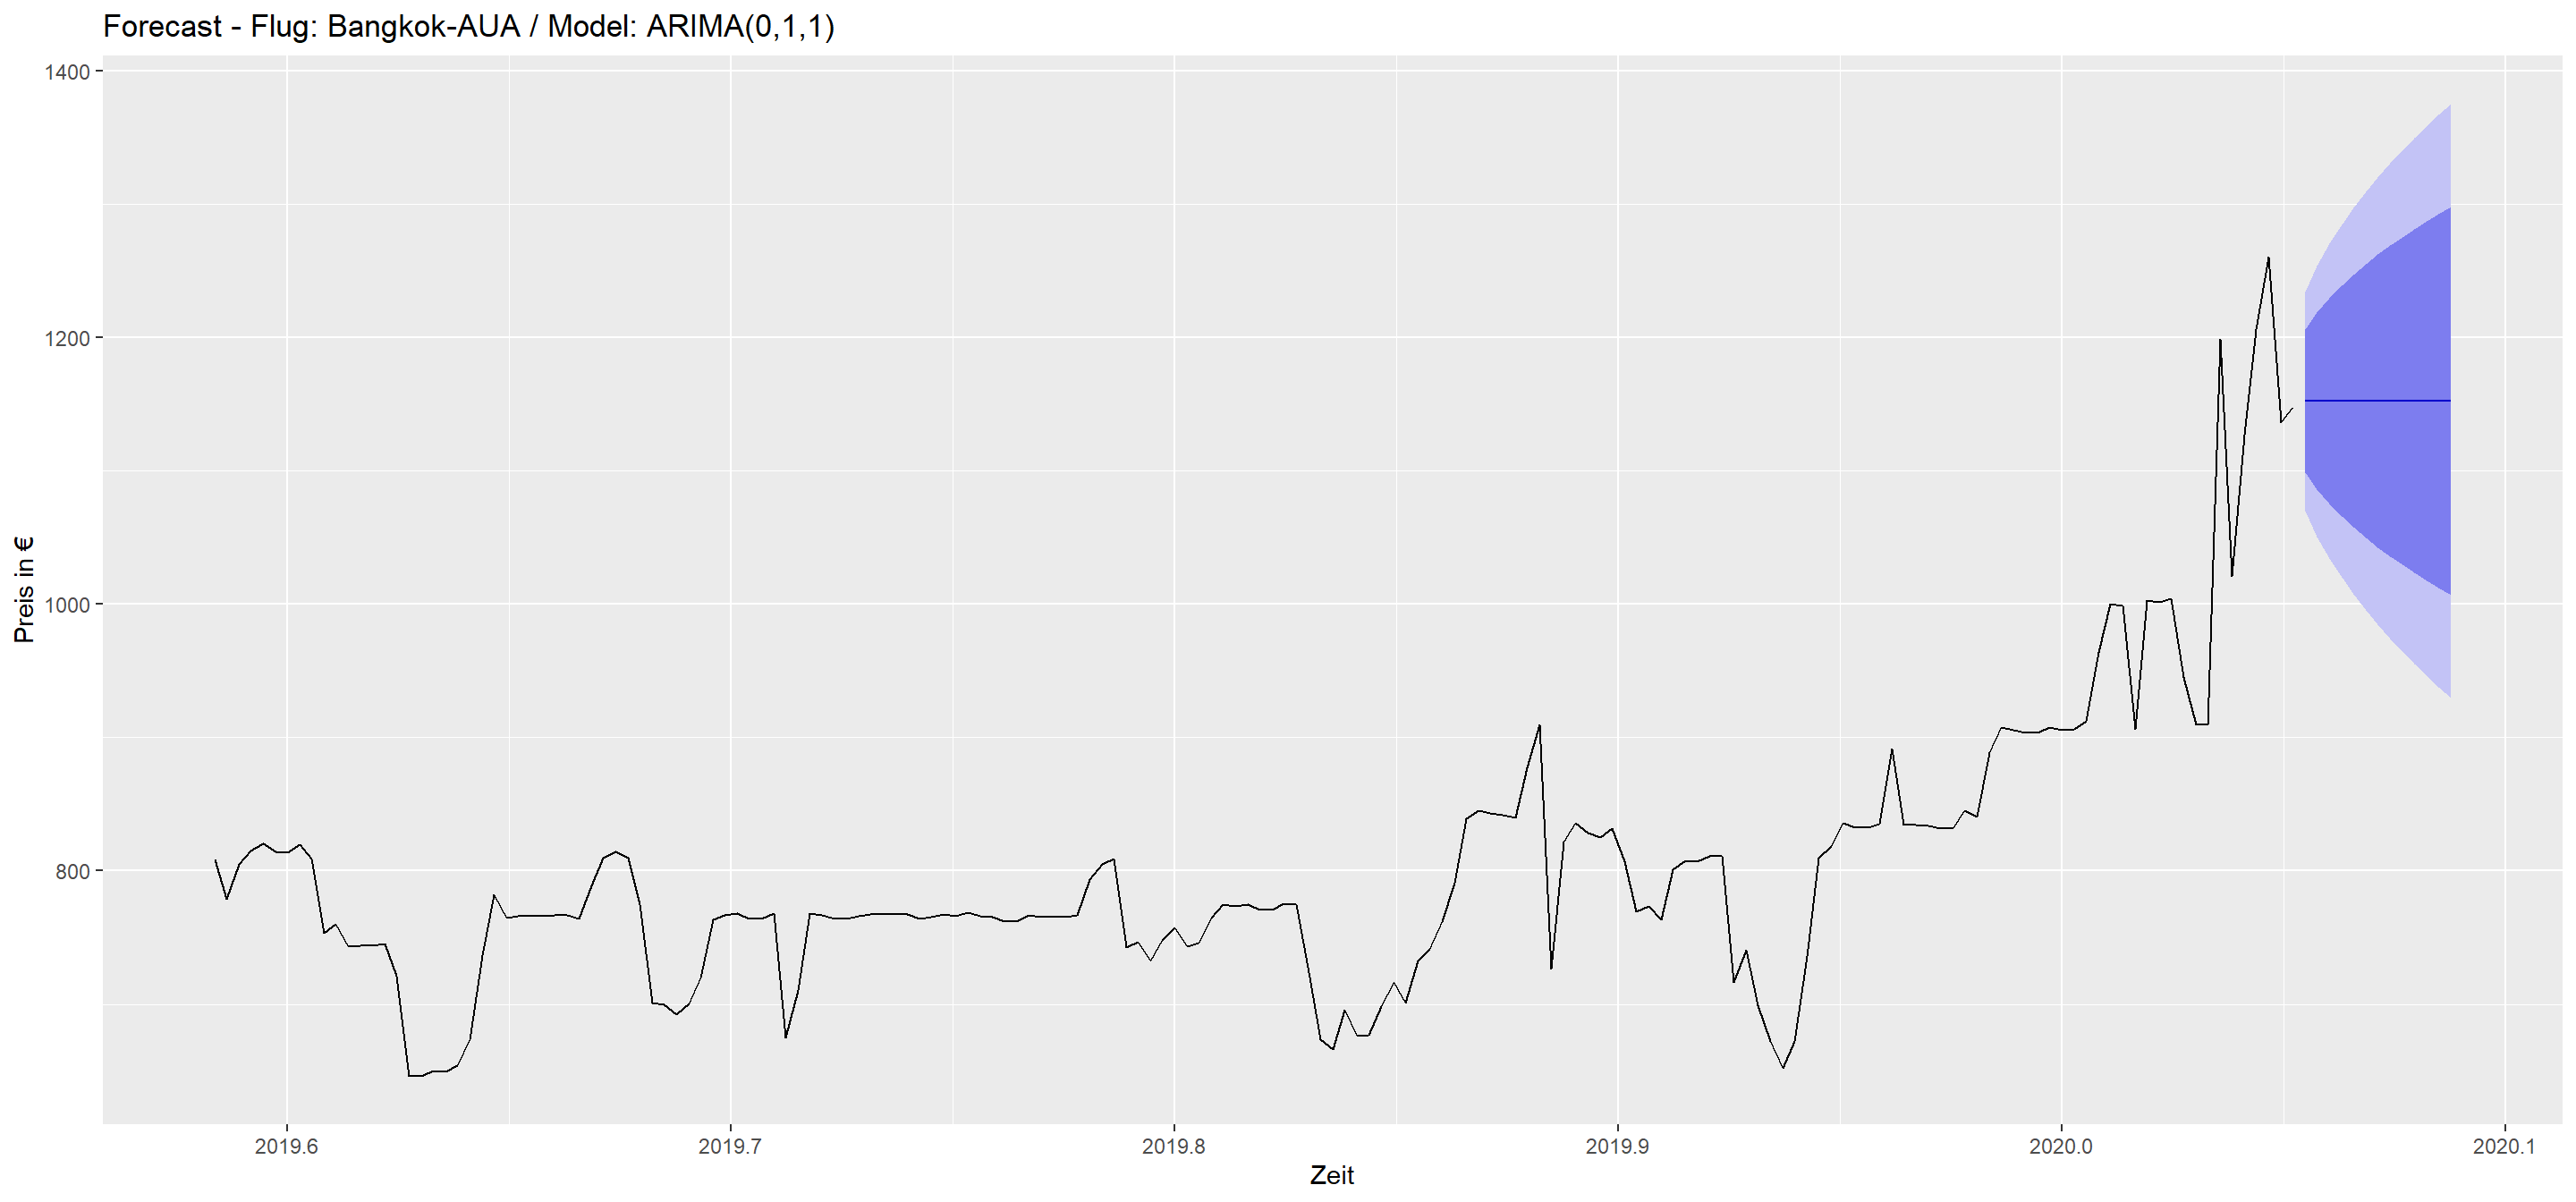 Forecast - Flug: Bangkok-AUA / Model: ARIMA(0,1,1)
1400
1200
1000
800
Preis in €
2019.6 2019.7 2019.8 2019.9 2020.0 2020.1
Zeit